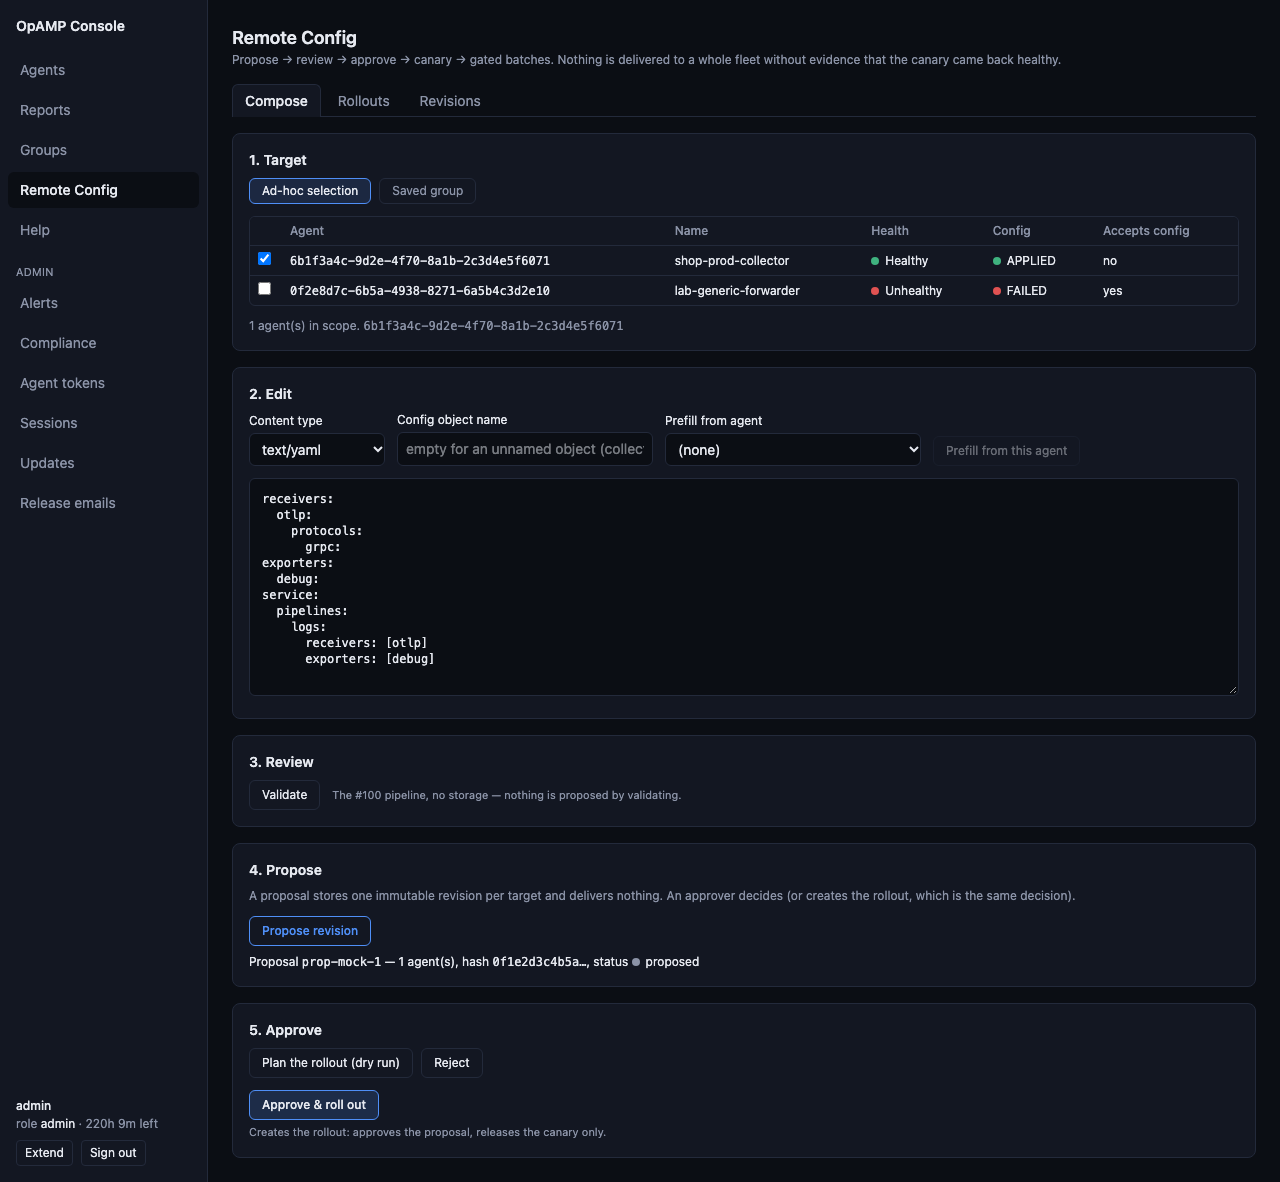 OpAMP Console
Agents
Reports
Groups
Remote Config
Help
ADMIN
Alerts
Compliance
Agent tokens
Sessions
Updates
Release emails
admin
role admin · 220h 9m left
Extend
Sign out
Remote Config
Propose → review → approve → canary → gated batches. Nothing is delivered to a whole fleet without evidence that the canary came back healthy.
Compose
Rollouts
Revisions
1. Target
Ad-hoc selection
Saved group
Agent Name Health Config Accepts config
6b1f3a4c-9d2e-4f70-8a1b-2c3d4e5f6071 shop-prod-collector Healthy APPLIED no
0f2e8d7c-6b5a-4938-8271-6a5b4c3d2e10 lab-generic-forwarder Unhealthy FAILED yes
1 agent(s) in scope. 6b1f3a4c-9d2e-4f70-8a1b-2c3d4e5f6071
2. Edit
Content type
text/yaml
Config object name
empty for an unnamed object (collec
Prefill from agent
(none)
Prefill from this agent
receivers:
  otlp:
    protocols:
      grpc:
exporters:
  debug:
service:
  pipelines:
    logs:
      receivers: [otlp]
      exporters: [debug]
3. Review
Validate
The #100 pipeline, no storage — nothing is proposed by validating.
4. Propose
A proposal stores one immutable revision per target and delivers nothing. An approver decides (or creates the rollout, which is the same decision).
Propose revision
Proposal prop-mock-1 — 1 agent(s), hash 0f1e2d3c4b5a…, status proposed
5. Approve
Plan the rollout (dry run)
Reject
Approve & roll out
Creates the rollout: approves the proposal, releases the canary only.